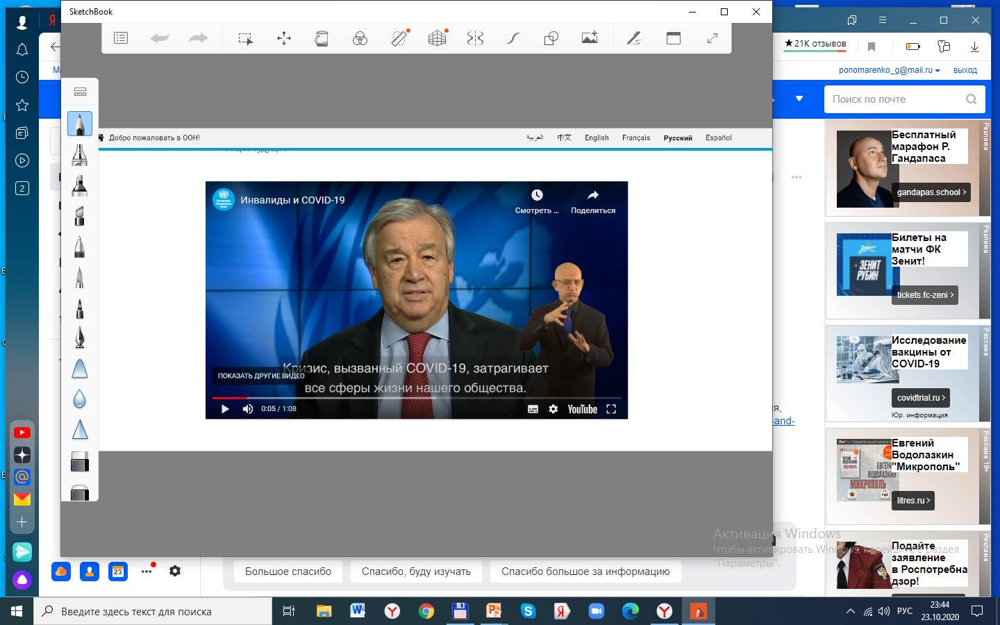 SketchBook
21K отзывов
ponomarenko_g@mail.ru
выход
Поиск по почте
Добро пожаловать в ООН!
العربية
中文
English
Français
Русский
Español
Инвалиды и COVID-19
Смотреть ...
Поделиться
Кризис, вызванный COVID-19, затрагивает
все сферы жизни нашего общества.
ПОКАЗАТЬ ДРУГИЕ ВИДЕО
0:05 / 1:08
YouTube
Бесплатный
марафон Р.
Гандапаса
gandapas.school
Реклама
Билеты на
матчи ФК
Зенит!
ЗЕНИТ
РУБИН
tickets.fc-zeni
Реклама
Исследование
вакцины от
COVID-19
covidtrial.ru
Юр. информация
Реклама
-and-
Евгений
Водолазкин
"Микрополь"
МИКРОПОЛЬ
litres.ru
Реклама 18+
Подайте
заявление
в Роспотребна
дзор!
Реклама
Активация Windows
Чтобы активировать Windows, перейдите в раздел
"Параметры".
2
23
Большое спасибо
Спасибо, буду изучать
Спасибо большое за информацию
Введите здесь текст для поиска
РУС
23:44
23.10.2020